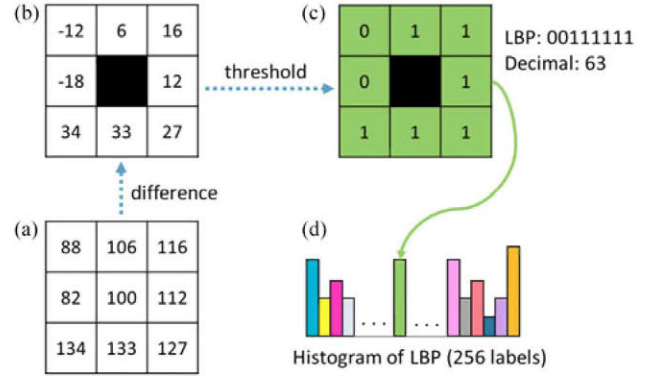 (b)
-12 6 16
-18 12
34 33 27
threshold
(c)
0 1 1
0 1
1 1 1
LBP: 00111111
Decimal: 63
difference
(a)
88 106 116
82 100 112
134 133 127
(d)
... ...
Histogram of LBP (256 labels)